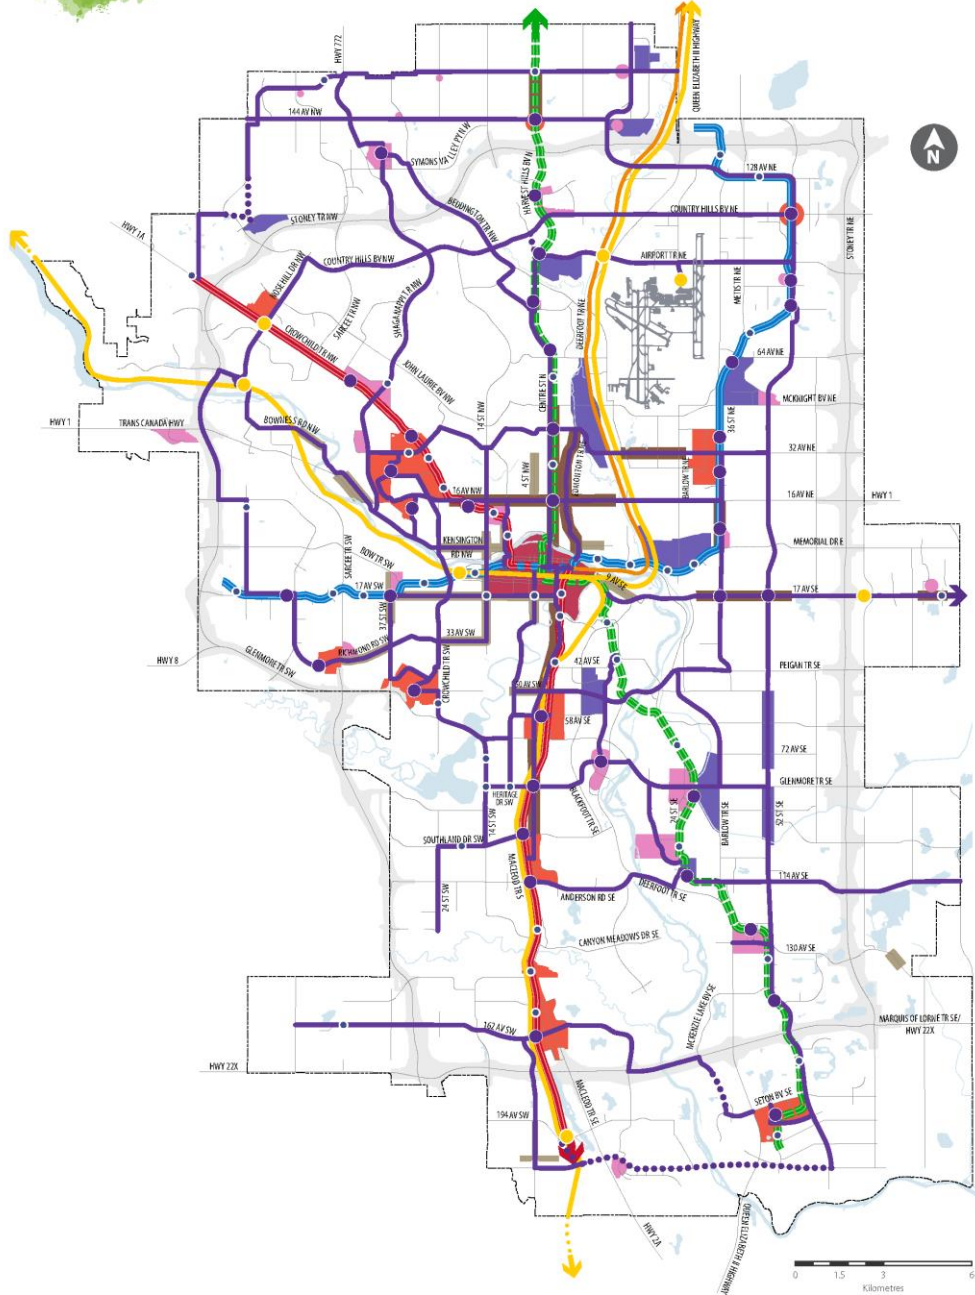 QUEEN ELIZABETH II HIGHWAY
HWY 772
144 AV NW
N
SYMONS VA LLEY PY NW
HARVEST HILLS BV N
128 AV NE
BEDDINGTON TR NW
COUNTRY HILLS BV NE
STONEY TR NW
HWY 1A
STONEY TR NE
COUNTRY HILLS BV NW
AIRPORT TR NE
METIS TR NE
SARCEE TR NW
SHAGANAPPI TR NW
DEERFOOT TR NE
CROWCHILD TR NW
64 AV NE
JOHN LAURIE BV NW
CENTRE ST N
MCKNIGHT BV NE
14 ST NW
36 ST NE
HWY 1
TRANS CANADA HWY
BOWNESS RD NW
32 AV NE
4 ST NW
EDMONTON TR NE
BARLOW TR NE
16 AV NW
16 AV NE
HWY 1
KENSINGTON
RD NW
MEMORIAL DR E
SARCEE TR SW
BOW TR SW
17 AV SW
9 AV SE
17 AV SE
37 ST SW
33 AV SW
RICHMOND RD SW
HWY 8
GLENMORE TR SW
CROWCHILD TR SW
42 AV SE
PEIGAN TR SE
50 AV SW
58 AV SE
72 AV SE
GLENMORE TR SE
HERITAGE
DR SW
BLACKFOOT TR SE
24 ST SE
BARLOW TR SE
52 ST SE
14 ST SW
SOUTHLAND DR SW
MACLEOD TR S
24 ST SW
114 AV SE
DEERFOOT TR SE
ANDERSON RD SE
CANYON MEADOWS DR SE
130 AV SE
MCKENZIE LAKE BV SE
MARQUIS OF LORNE TR SE/
HWY 22X
162 AV SW
HWY 22X
MACLEOD TR SE
SETON BV SE
194 AV SW
HWY 2A
QUEEN ELIZABETH II HIGHWAY
0 1.5 3 6
Kilometres